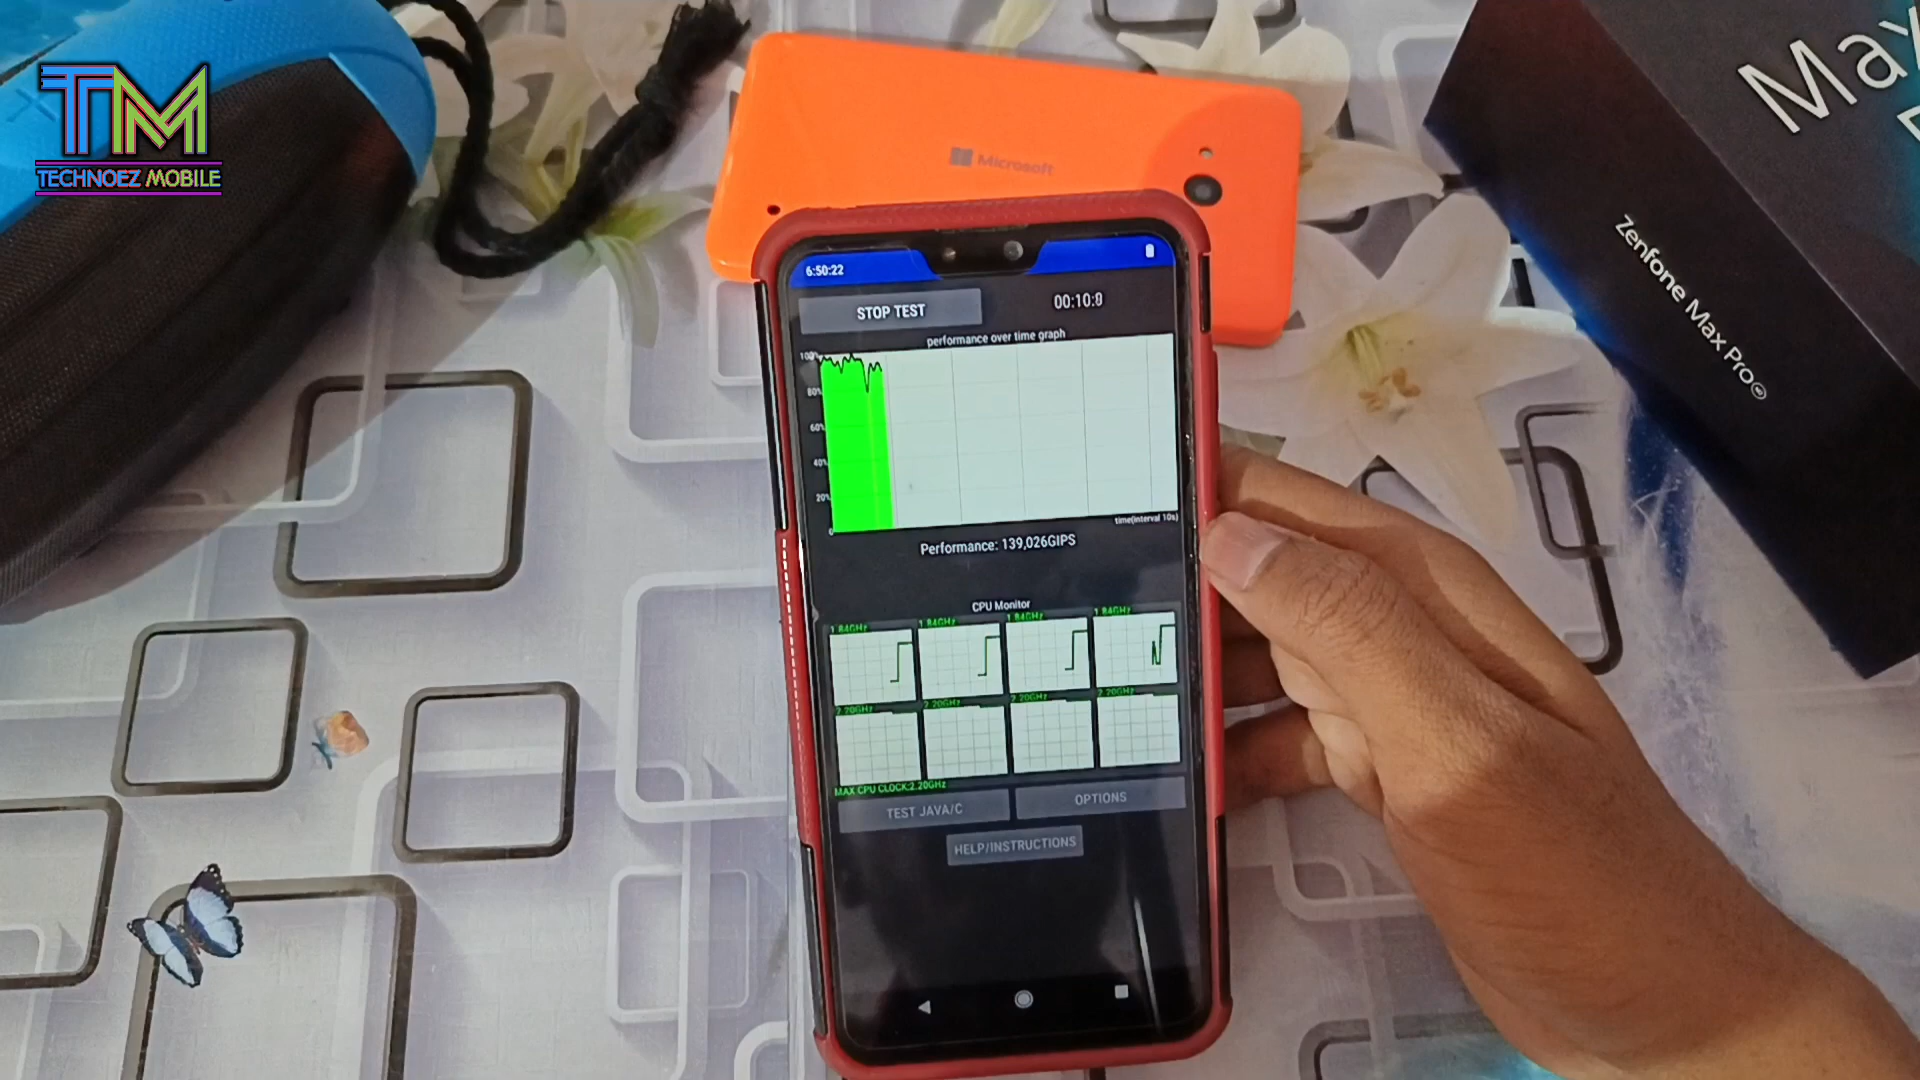 TM
TECHNOEZ MOBILE
Microsoft
Max
Zenfone Max Pro
6:50:22
STOP TEST
00:10:8
performance over time graph
100%
80%
60%
40%
20%
0
time(interval 10s)
Performance: 139,026GIPS
CPU Monitor
1.84GHz 1.84GHz 1.84GHz 1.84GHz
2.20GHz 2.20GHz 2.20GHz 2.20GHz
MAX CPU CLOCK:2.20GHz
TEST JAVA/C
OPTIONS
HELP/INSTRUCTIONS